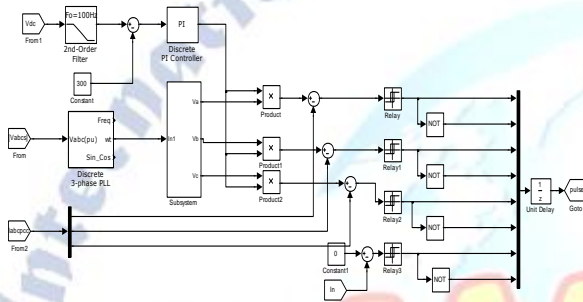 Vdc
From1
Fo=100Hz
2nd-Order
Filter
300
Constant
PI
Discrete
PI Controller
Vabcs
From
Freq
Vabc(pu)
wt
Sin_Cos
Discrete
3-phase PLL
In1
Va
Vb
Vc
Subsystem
×
Product
×
Product1
×
Product2
Relay
NOT
Relay1
NOT
Relay2
NOT
Relay3
NOT
Iabcpcc
From2
0
Constant1
In
1
z
Unit Delay
pulse
Goto